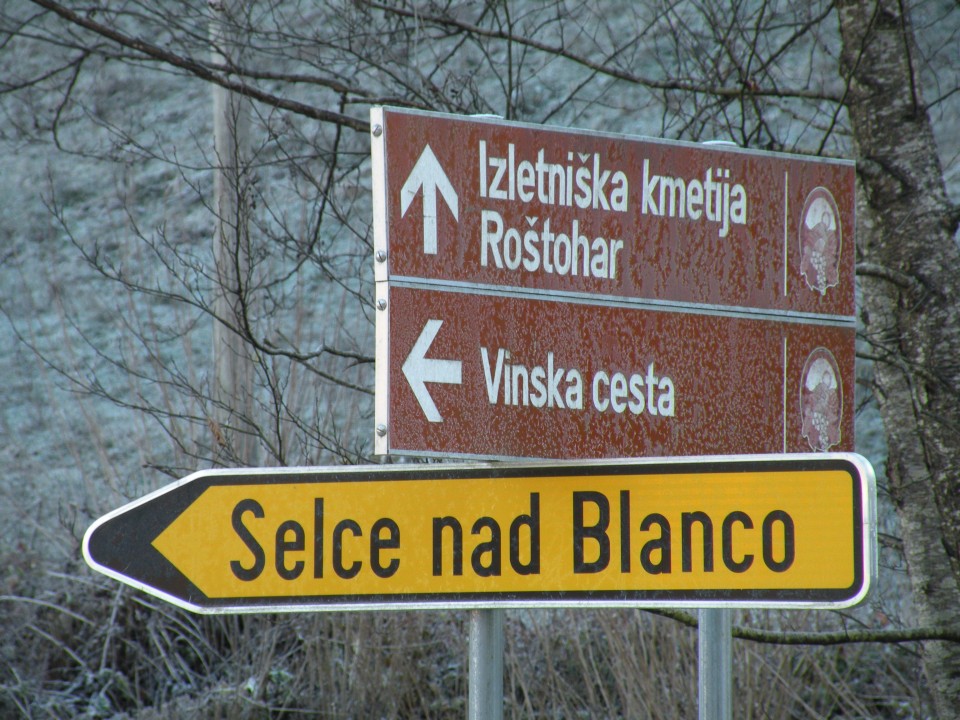 Izletniška kmetija
Roštohar
Vinska cesta
Selce nad Blanco